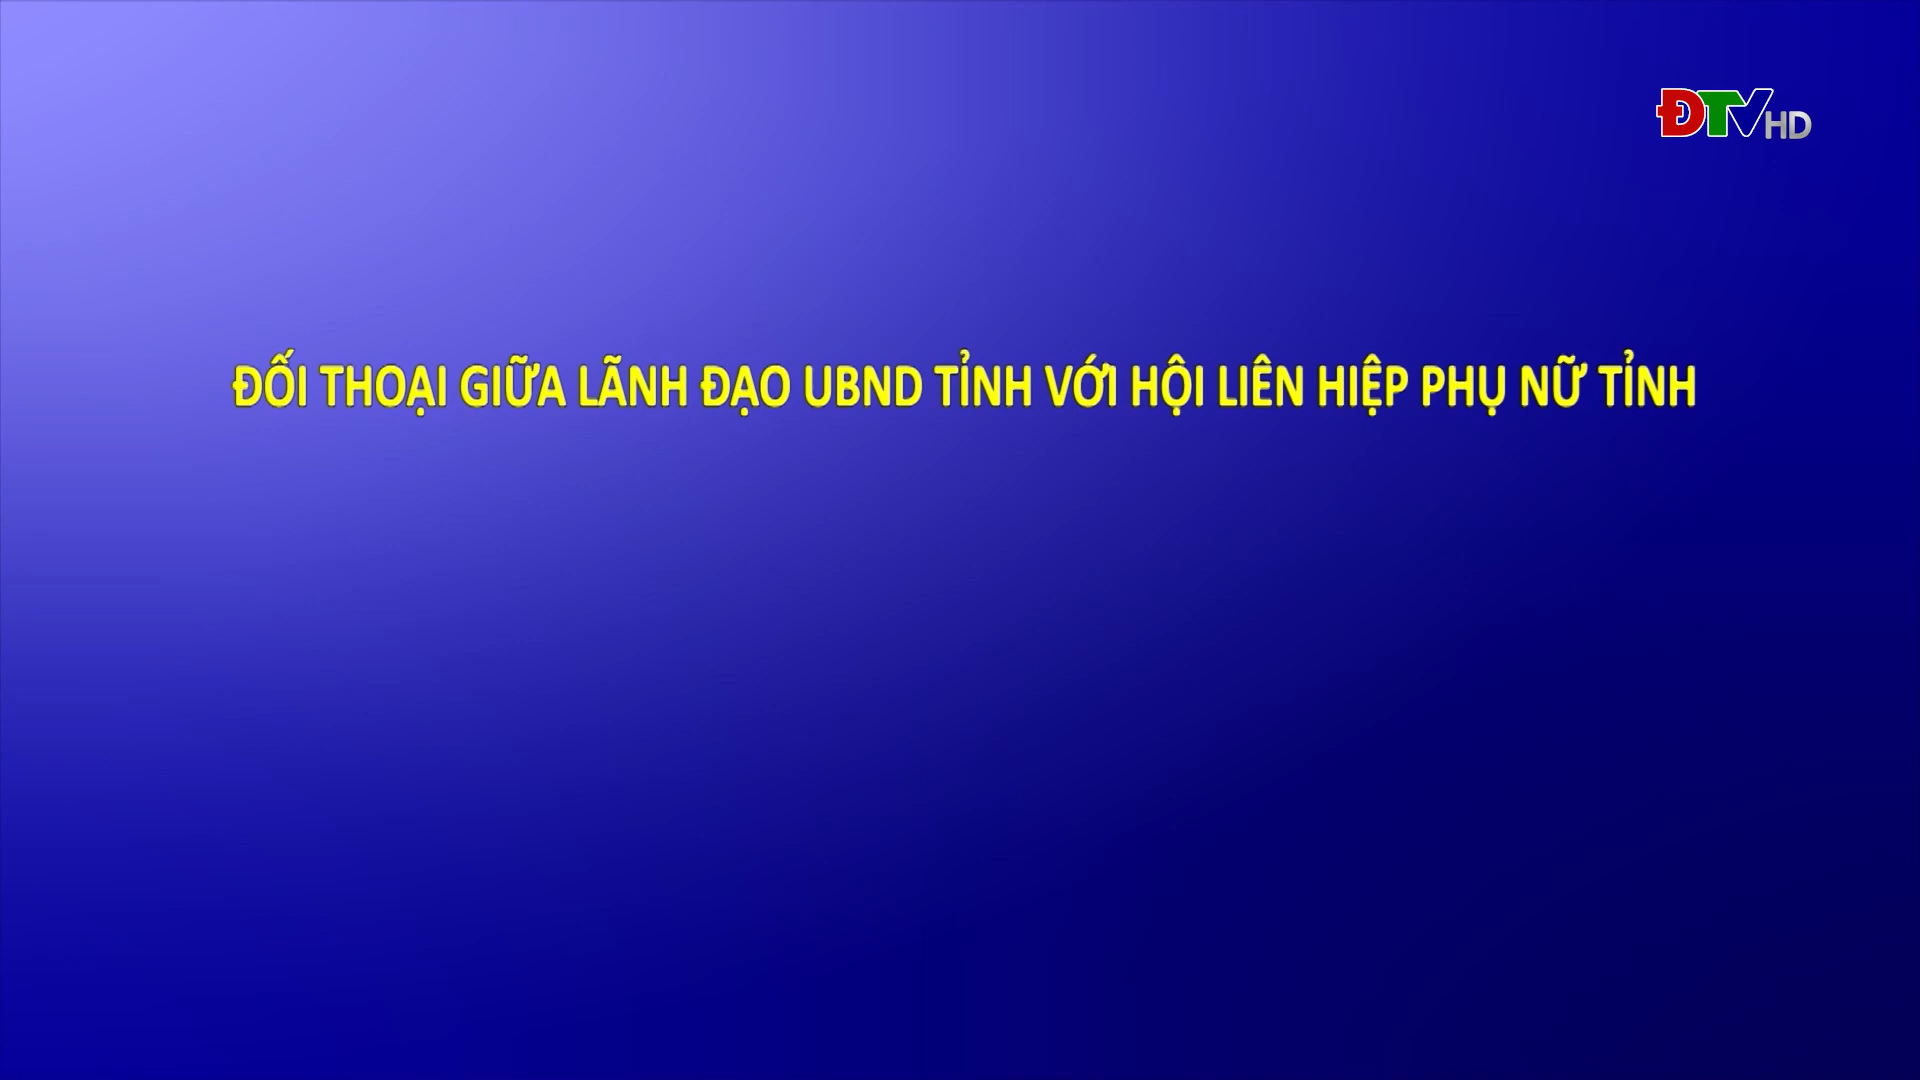 ĐTV HD
ĐỐI THOẠI GIỮA LÃNH ĐẠO UBND TỈNH VỚI HỘI LIÊN HIỆP PHỤ NỮ TỈNH